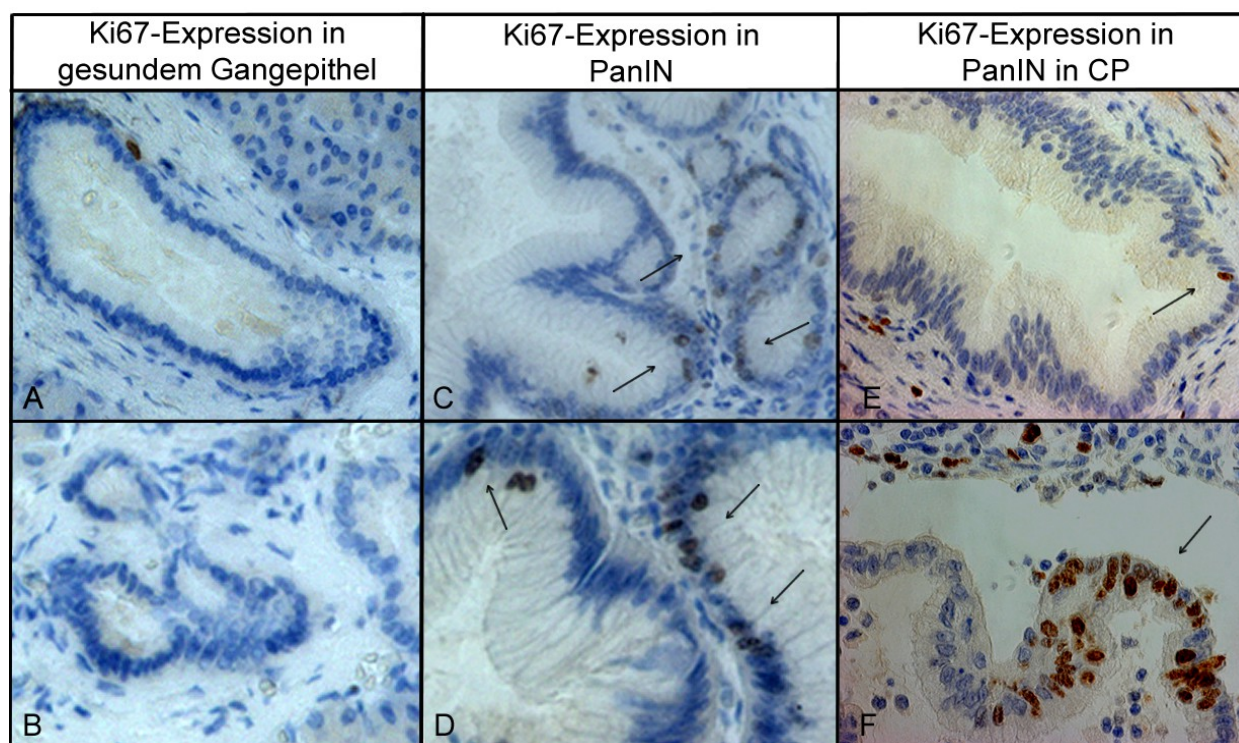 Ki67-Expression in
gesundem Gangepithel
Ki67-Expression in
PanIN
Ki67-Expression in
PanIN in CP
A
C
E
B
D
F